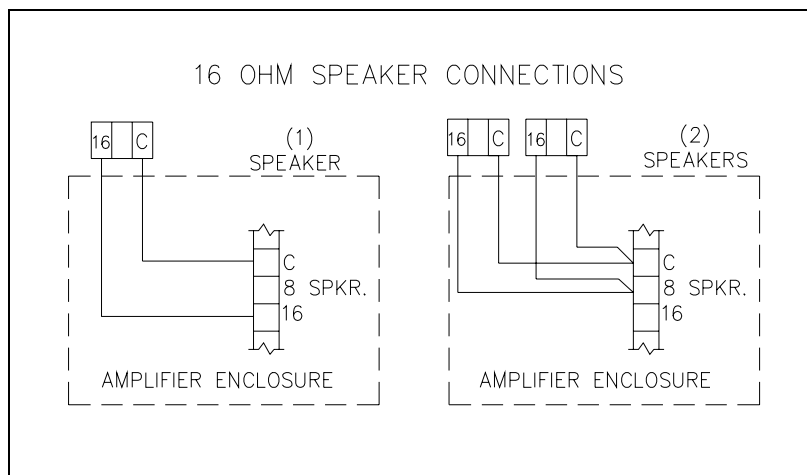 16 OHM SPEAKER CONNECTIONS
16 C
(1)
SPEAKER
C
8 SPKR.
16
AMPLIFIER ENCLOSURE
16 C 16 C
(2)
SPEAKERS
C
8 SPKR.
16
AMPLIFIER ENCLOSURE